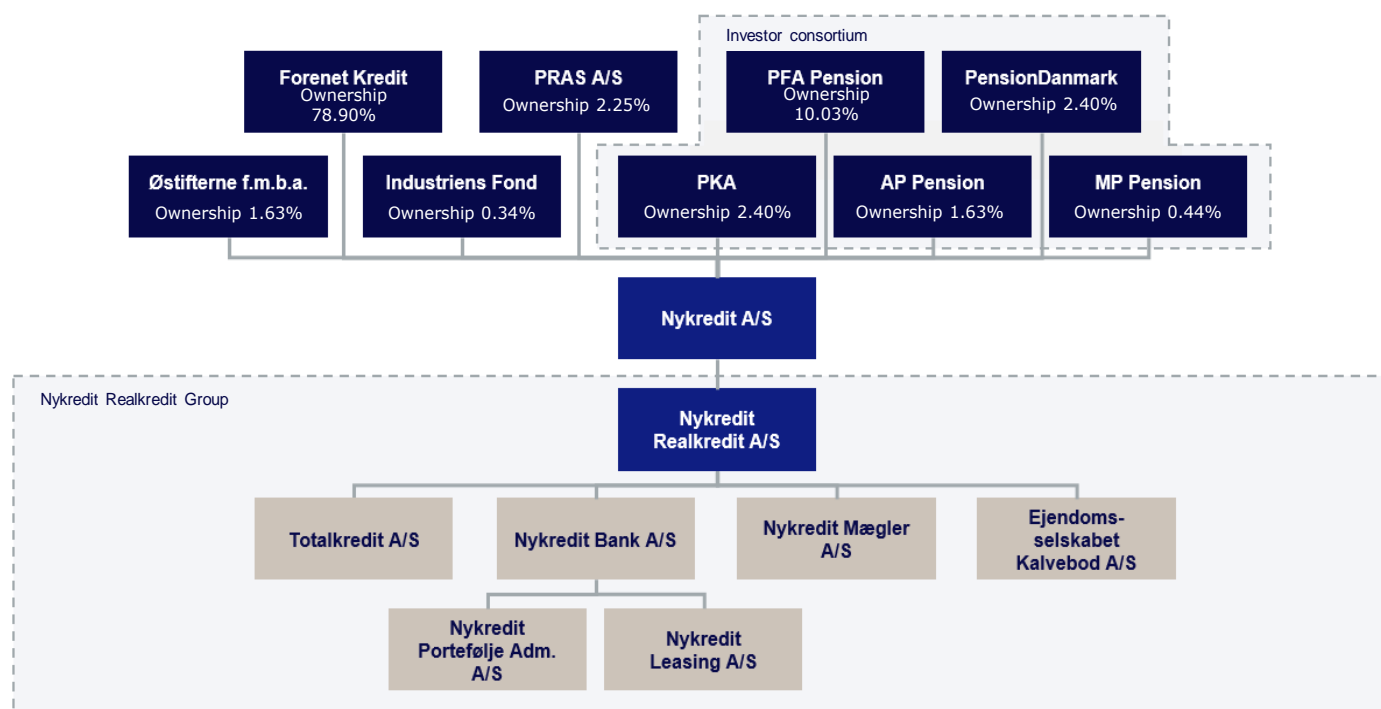 Investor consortium
Forenet Kredit
Ownership
78.90%
PRAS A/S
Ownership 2.25%
PFA Pension
Ownership
10.03%
PensionDanmark
Ownership 2.40%
Østifterne f.m.b.a.
Ownership 1.63%
Industriens Fond
Ownership 0.34%
PKA
Ownership 2.40%
AP Pension
Ownership 1.63%
MP Pension
Ownership 0.44%
Nykredit A/S
Nykredit Realkredit Group
Nykredit
Realkredit A/S
Totalkredit A/S
Nykredit Bank A/S
Nykredit Mægler
A/S
Ejendoms-
selskabet
Kalvebod A/S
Nykredit
Portefølje Adm.
A/S
Nykredit
Leasing A/S